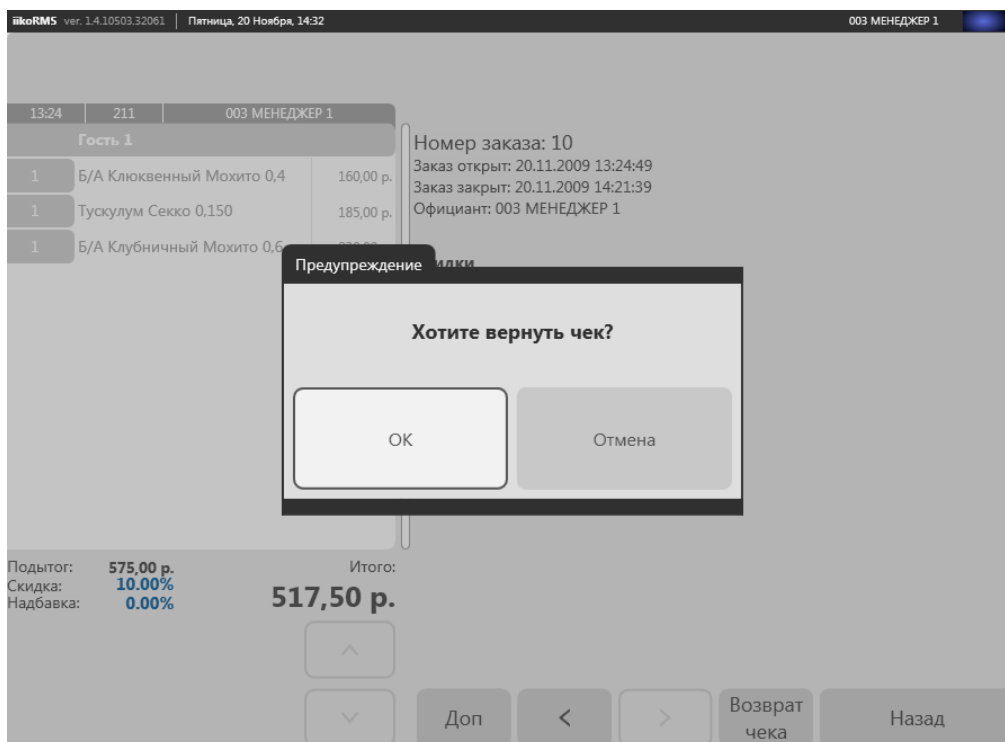 iikoRMS ver. 1.4.10503.32061 | Пятница, 20 Ноября, 14:32 003 МЕНЕДЖЕР 1
13:24 211 003 МЕНЕДЖЕР 1
Гость 1
1 Б/А Клюквенный Мохито 0,4 160,00 р.
1 Тускулум Секко 0,150 185,00 р.
1 Б/А Клубничный Мохито 0,6
Номер заказа: 10
Заказ открыт: 20.11.2009 13:24:49
Заказ закрыт: 20.11.2009 14:21:39
Официант: 003 МЕНЕДЖЕР 1
Предупреждение
Хотите вернуть чек?
OK Отмена
Подытог: 575,00 р. Итого:
Скидка: 10.00%
517,50 р.
Надбавка: 0.00%
Доп < > Возврат
чека
Назад